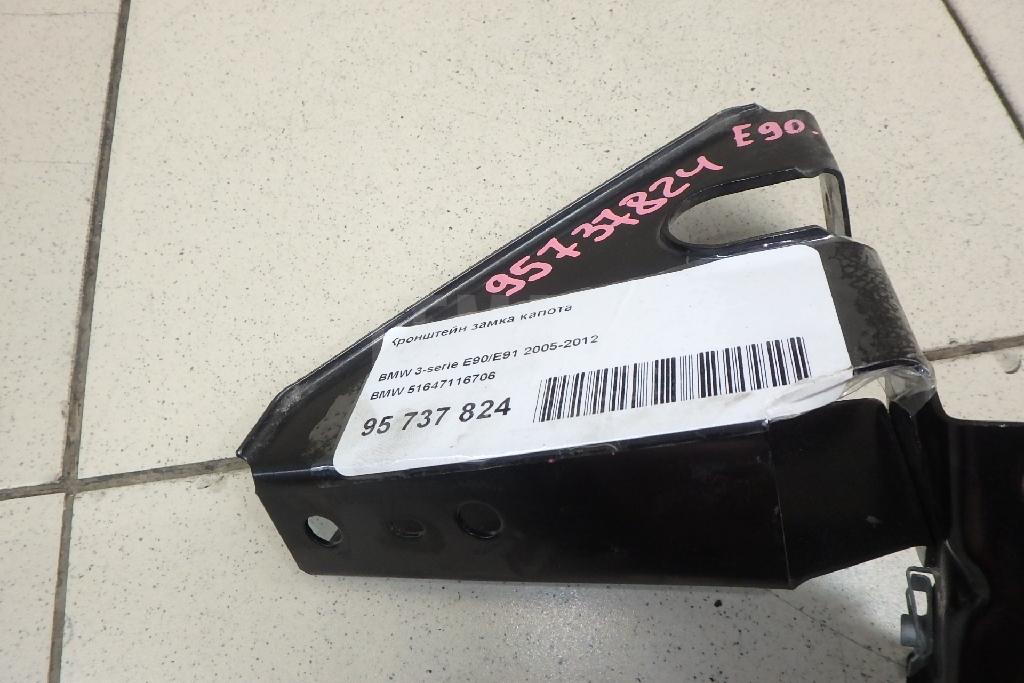 E90.
95737824
Кронштейн замка капота
BMW 3-serie E90/E91 2005-2012
BMW 51647116706
95 737 824